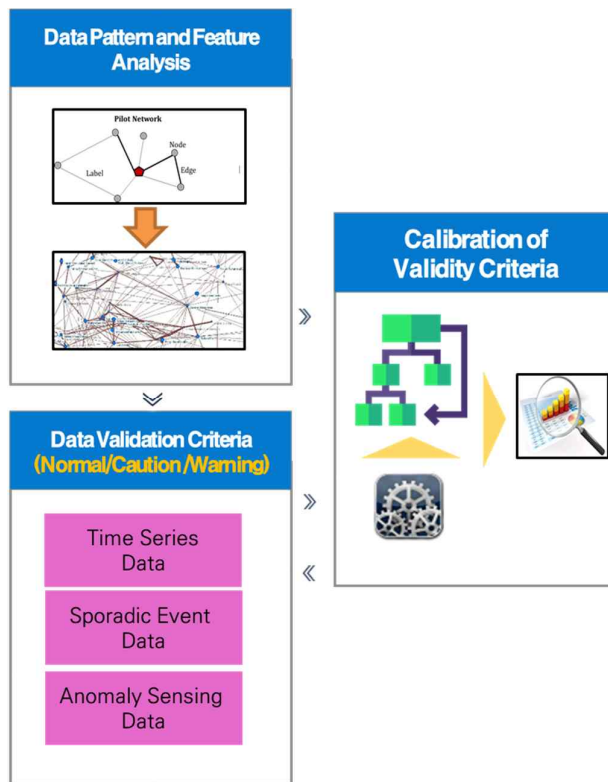 Data Pattern and Feature
Analysis
Pilot Network
Node
Label
Edge
Calibration of
Validity Criteria
Data Validation Criteria
(Normal/Caution/Warning)
Time Series
Data
Sporadic Event
Data
Anomaly Sensing
Data